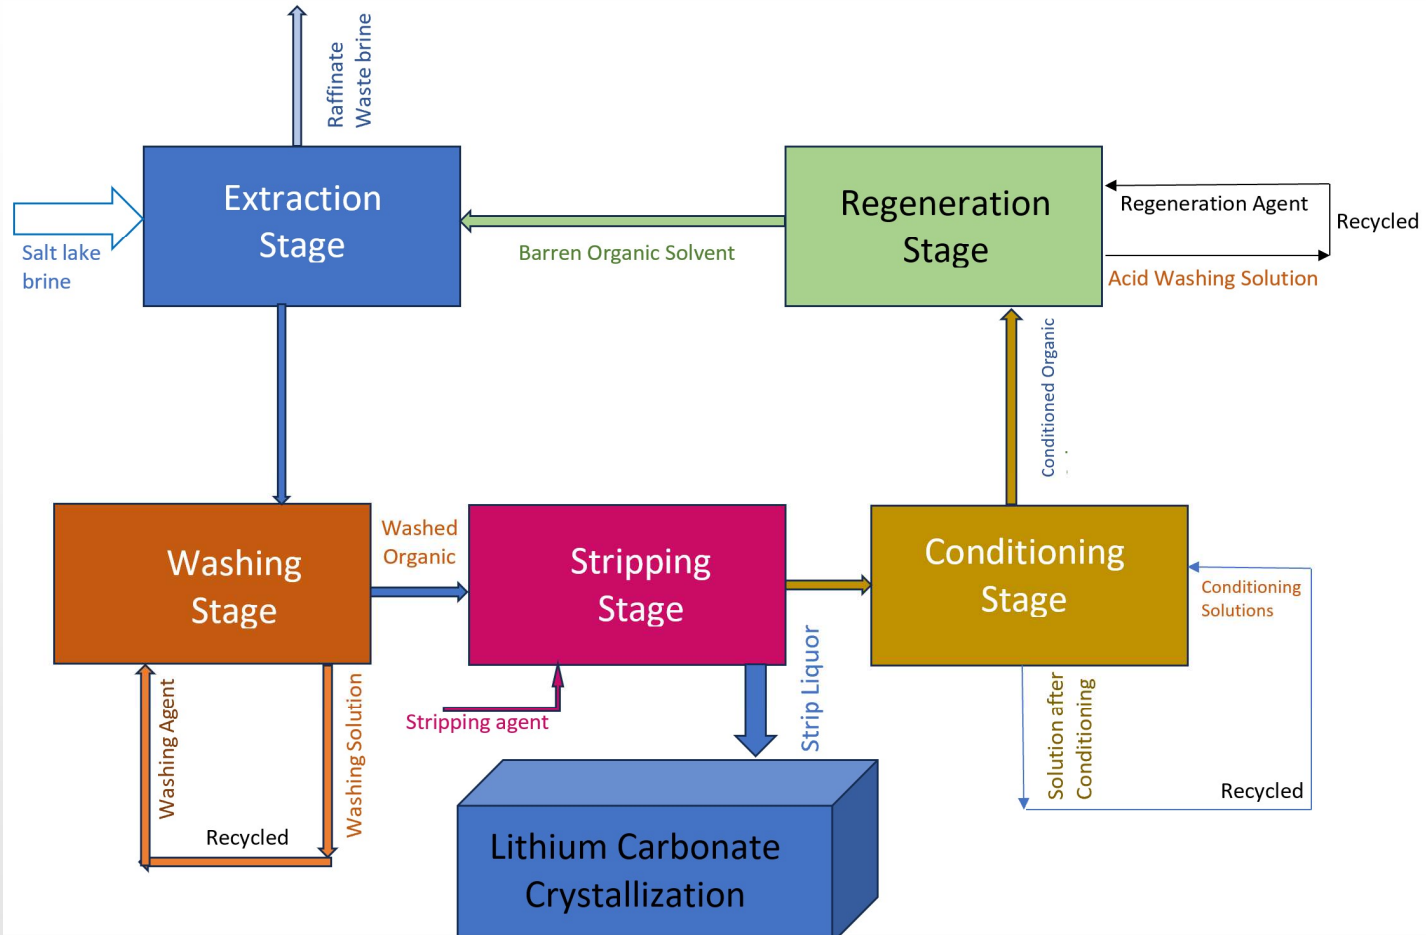 Raffinate
Waste brine
Extraction
Stage
Salt lake
brine
Barren Organic Solvent
Regeneration
Stage
Regeneration Agent
Recycled
Acid Washing Solution
Conditioned Organic
Washing
Stage
Washed
Organic
Stripping
Stage
Conditioning
Stage
Conditioning
Solutions
Washing Agent
Washing Solution
Recycled
Stripping agent
Strip Liquor
Solution after
Conditioning
Recycled
Lithium Carbonate
Crystallization